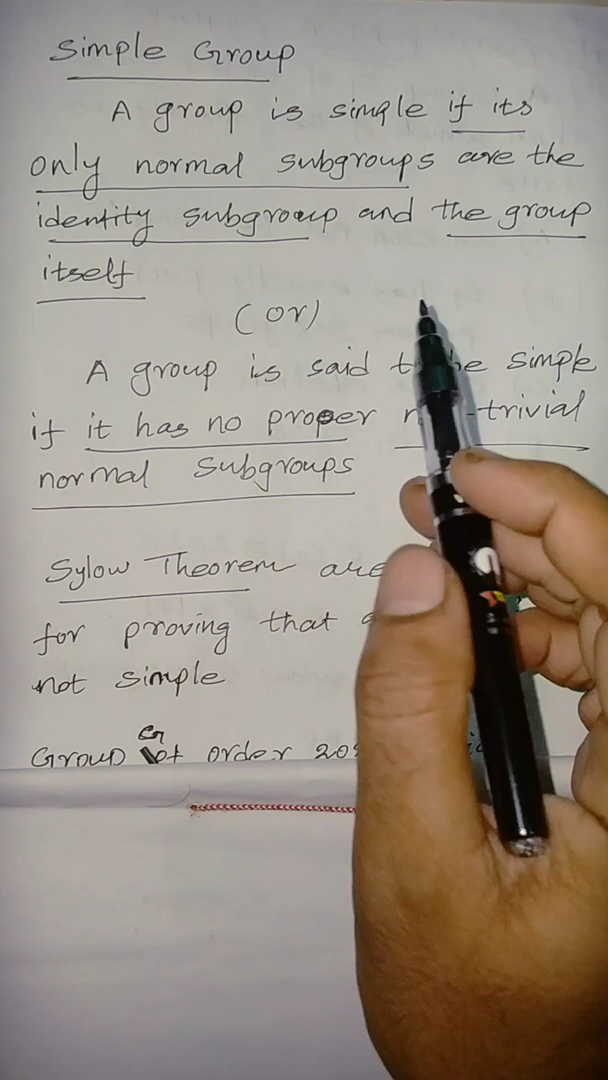 Simple Group
A group is simple if its
only normal subgroups are the
identity subgroup and the group
itself
(or)
A group is said simple
if it has no proper -trivial
normal subgroups
Sylow Theorem are
for proving that
not simple
Group G of order